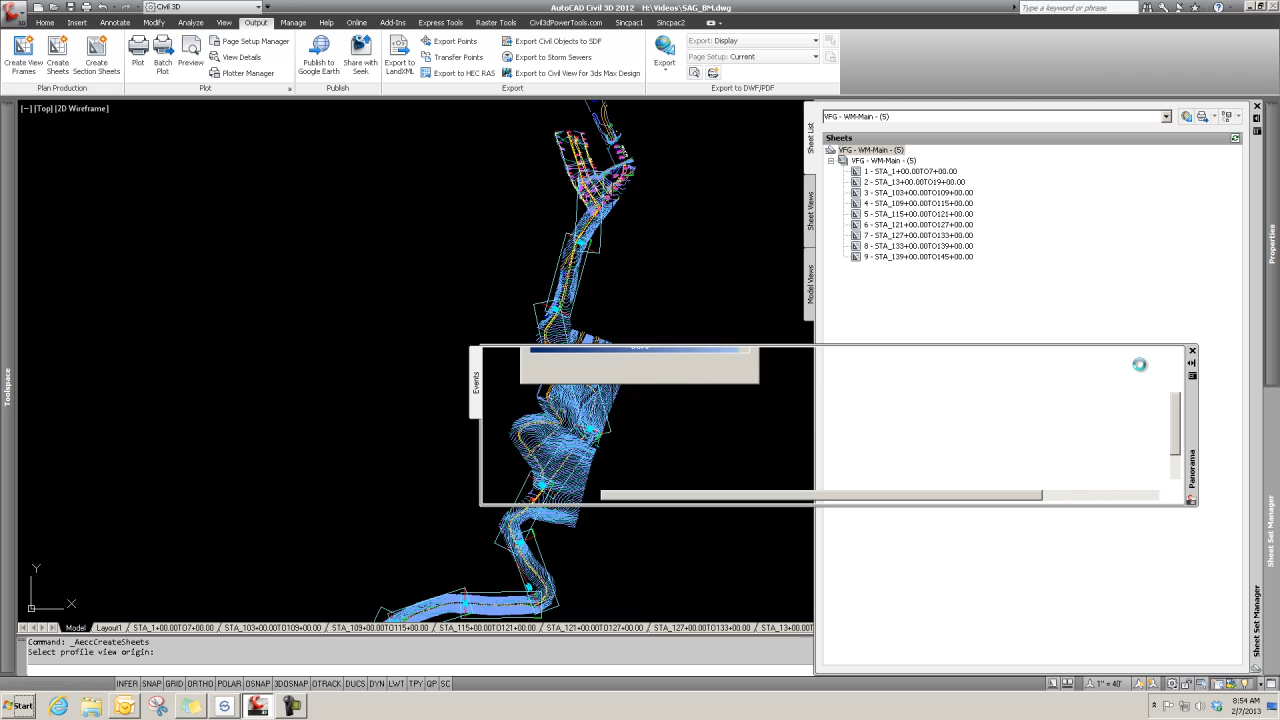 3D
Civil 3D
AutoCAD Civil 3D 2012 H:\Videos\SAG_BM.dwg
Type a keyword or phrase
Home Insert Annotate Modify Analyze View Output Manage Help Online Add-Ins Express Tools Raster Tools Civil3dPowerTools.com Sincpac1 Sincpac2
Create View Frames
Create Sheets
Create Section Sheets
Plan Production
Plot
Batch Plot
Preview
Page Setup Manager
View Details
Plotter Manager
Plot
Publish to Google Earth
Share with Seek
Publish
Export to LandXML
Export Points
Transfer Points
Export to HEC RAS
Export Civil Objects to SDF
Export to Storm Sewers
Export to Civil View for 3ds Max Design
Export
Export
Export: Display
Page Setup: Current
Export to DWF/PDF
[−] [Top] [2D Wireframe]
VFG - WM-Main - (5)
Sheets
VFG - WM-Main - (5)
VFG - WM-Main - (5)
1 - STA_1+00.00TO7+00.00
2 - STA_13+00.00TO19+00.00
3 - STA_103+00.00TO109+00.00
4 - STA_109+00.00TO115+00.00
5 - STA_115+00.00TO121+00.00
6 - STA_121+00.00TO127+00.00
7 - STA_127+00.00TO133+00.00
8 - STA_133+00.00TO139+00.00
9 - STA_139+00.00TO145+00.00
Sheet List
Sheet Views
Model Views
Properties
Toolspace
Events
Panorama
Sheet Set Manager
Sheet Set Manager
Y
X
Model Layout1 STA_1+00.00TO7+00.00 STA_103+00.00TO109+00.00 STA_109+00.00TO115+00.00 STA_115+00.00TO121+00.00 STA_121+00.00TO127+00.00 STA_127+00.00TO133+00.00 STA_13+00.00TO19+00.00
Command: _AeccCreateSheets
Select profile view origin:
INFER SNAP GRID ORTHO POLAR OSNAP 3DOSNAP OTRACK DUCS DYN LWT TPY QP SC
1" = 40'
Start
8:54 AM
2/7/2013